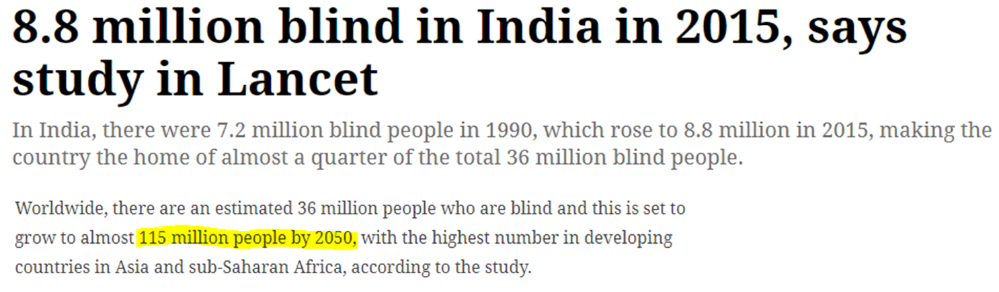 8.8 million blind in India in 2015, says
study in Lancet
In India, there were 7.2 million blind people in 1990, which rose to 8.8 million in 2015, making the
country the home of almost a quarter of the total 36 million blind people.
Worldwide, there are an estimated 36 million people who are blind and this is set to
grow to almost 115 million people by 2050, with the highest number in developing
countries in Asia and sub-Saharan Africa, according to the study.